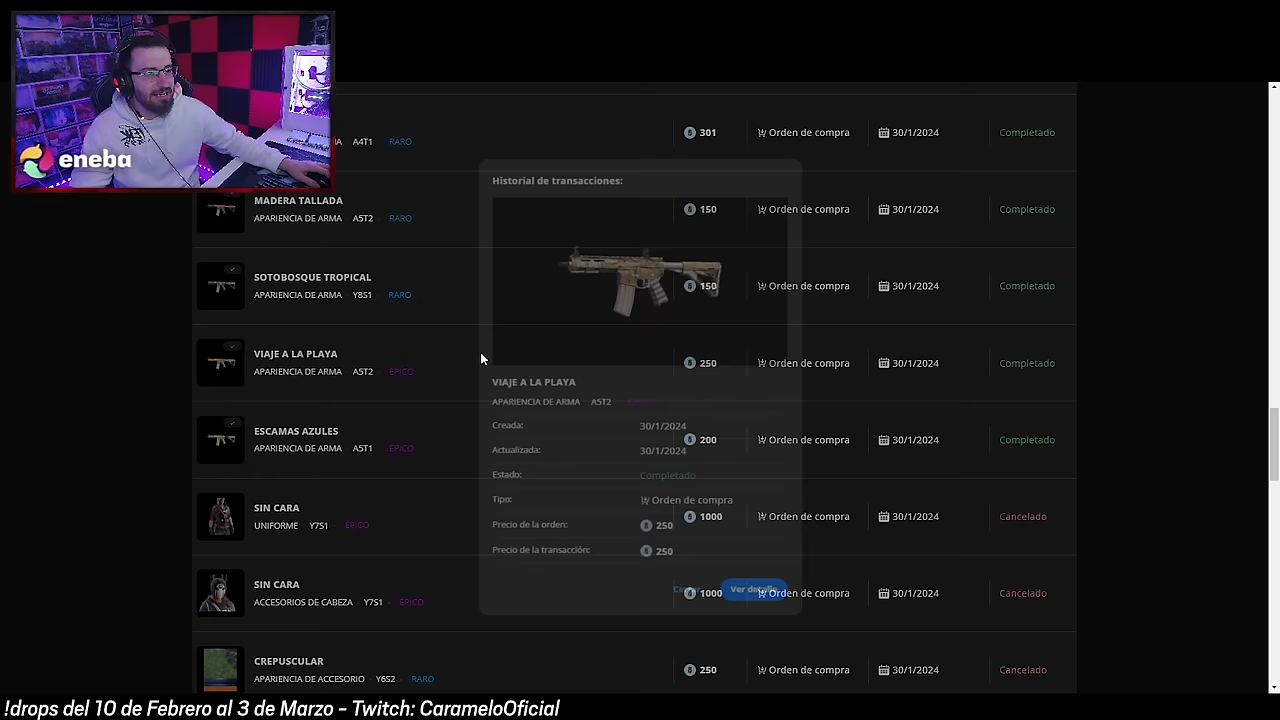 eneba
A4T1 RARO
301 Orden de compra 30/1/2024 Completado
MADERA TALLADA
APARIENCIA DE ARMA A5T2 RARO
150 Orden de compra 30/1/2024 Completado
SOTOBOSQUE TROPICAL
APARIENCIA DE ARMA Y8S1 RARO
150 Orden de compra 30/1/2024 Completado
VIAJE A LA PLAYA
APARIENCIA DE ARMA A5T2 ÉPICO
250 Orden de compra 30/1/2024 Completado
ESCAMAS AZULES
APARIENCIA DE ARMA A5T1 ÉPICO
200 Orden de compra 30/1/2024 Completado
SIN CARA
UNIFORME Y7S1 ÉPICO
1000 Orden de compra 30/1/2024 Cancelado
SIN CARA
ACCESORIOS DE CABEZA Y7S1 ÉPICO
1000 Orden de compra 30/1/2024 Cancelado
CREPUSCULAR
APARIENCIA DE ACCESORIO Y6S2 RARO
250 Orden de compra 30/1/2024 Cancelado
Historial de transacciones:
VIAJE A LA PLAYA
APARIENCIA DE ARMA A5T2
Creada: 30/1/2024
Actualizada: 30/1/2024
Estado: Completado
Tipo: Orden de compra
Precio de la orden: 250
Precio de la transacción: 250
Ver detalle
!drops del 10 de Febrero al 3 de Marzo - Twitch: CarameloOficial